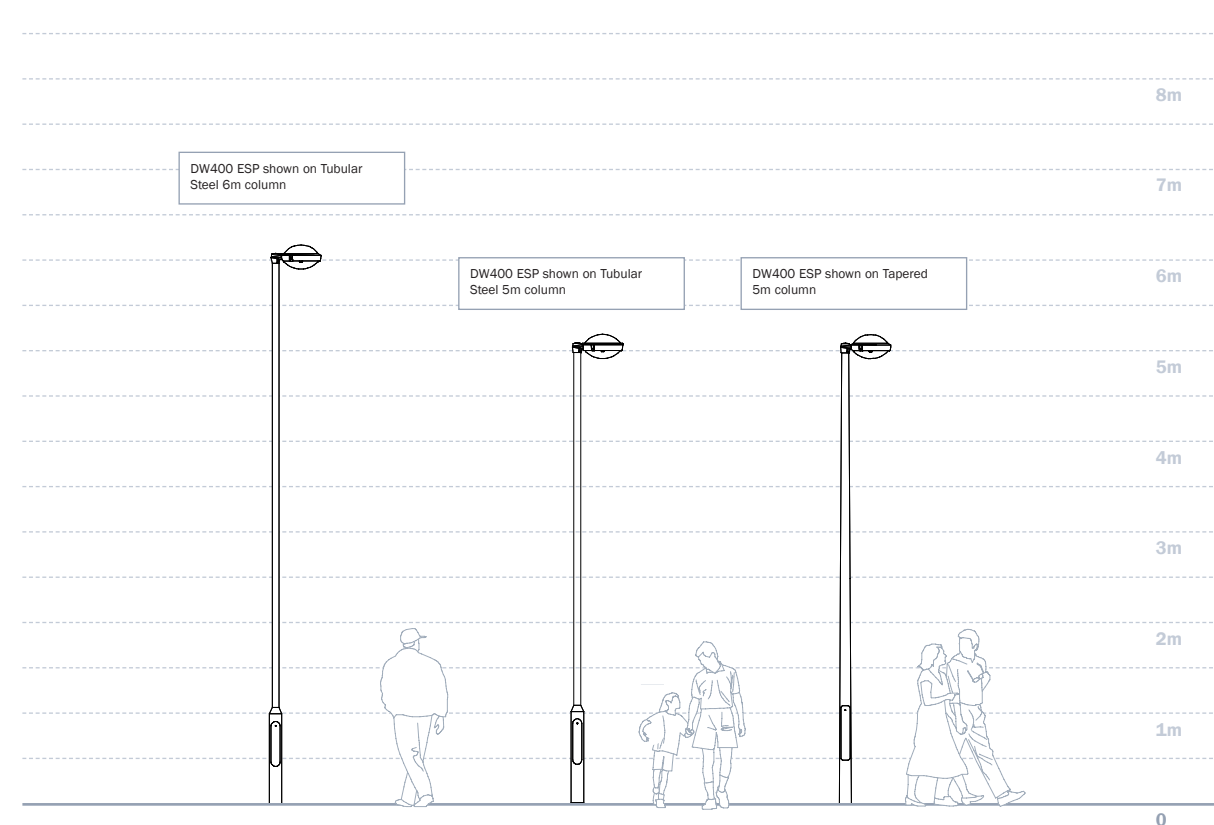 8m
DW400 ESP shown on Tubular
Steel 6m column
7m
DW400 ESP shown on Tubular
Steel 5m column
DW400 ESP shown on Tapered
5m column
6m
5m
4m
3m
2m
1m
0